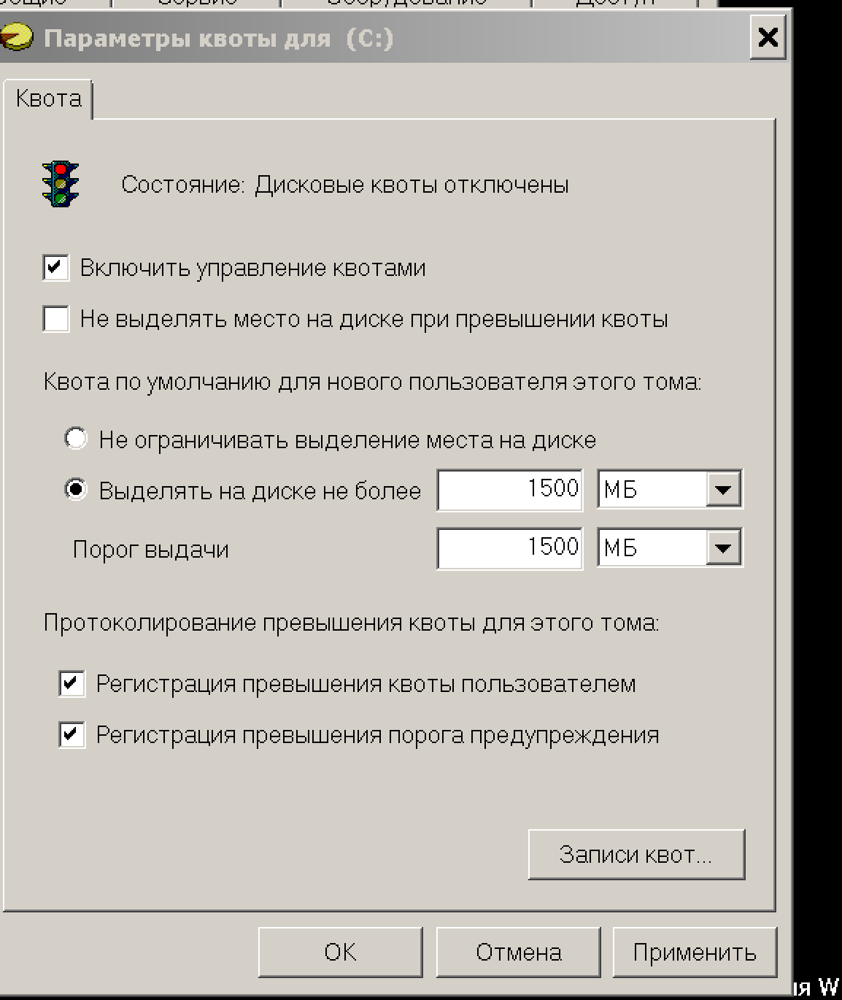 Сервис Оборудование Доступ
Параметры квоты для (C:)
Квота
Состояние: Дисковые квоты отключены
Включить управление квотами
Не выделять место на диске при превышении квоты
Квота по умолчанию для нового пользователя этого тома:
Не ограничивать выделение места на диске
Выделять на диске не более 1500 МБ
Порог выдачи 1500 МБ
Протоколирование превышения квоты для этого тома:
Регистрация превышения квоты пользователем
Регистрация превышения порога предупреждения
Записи квот...
OK Отмена Применить